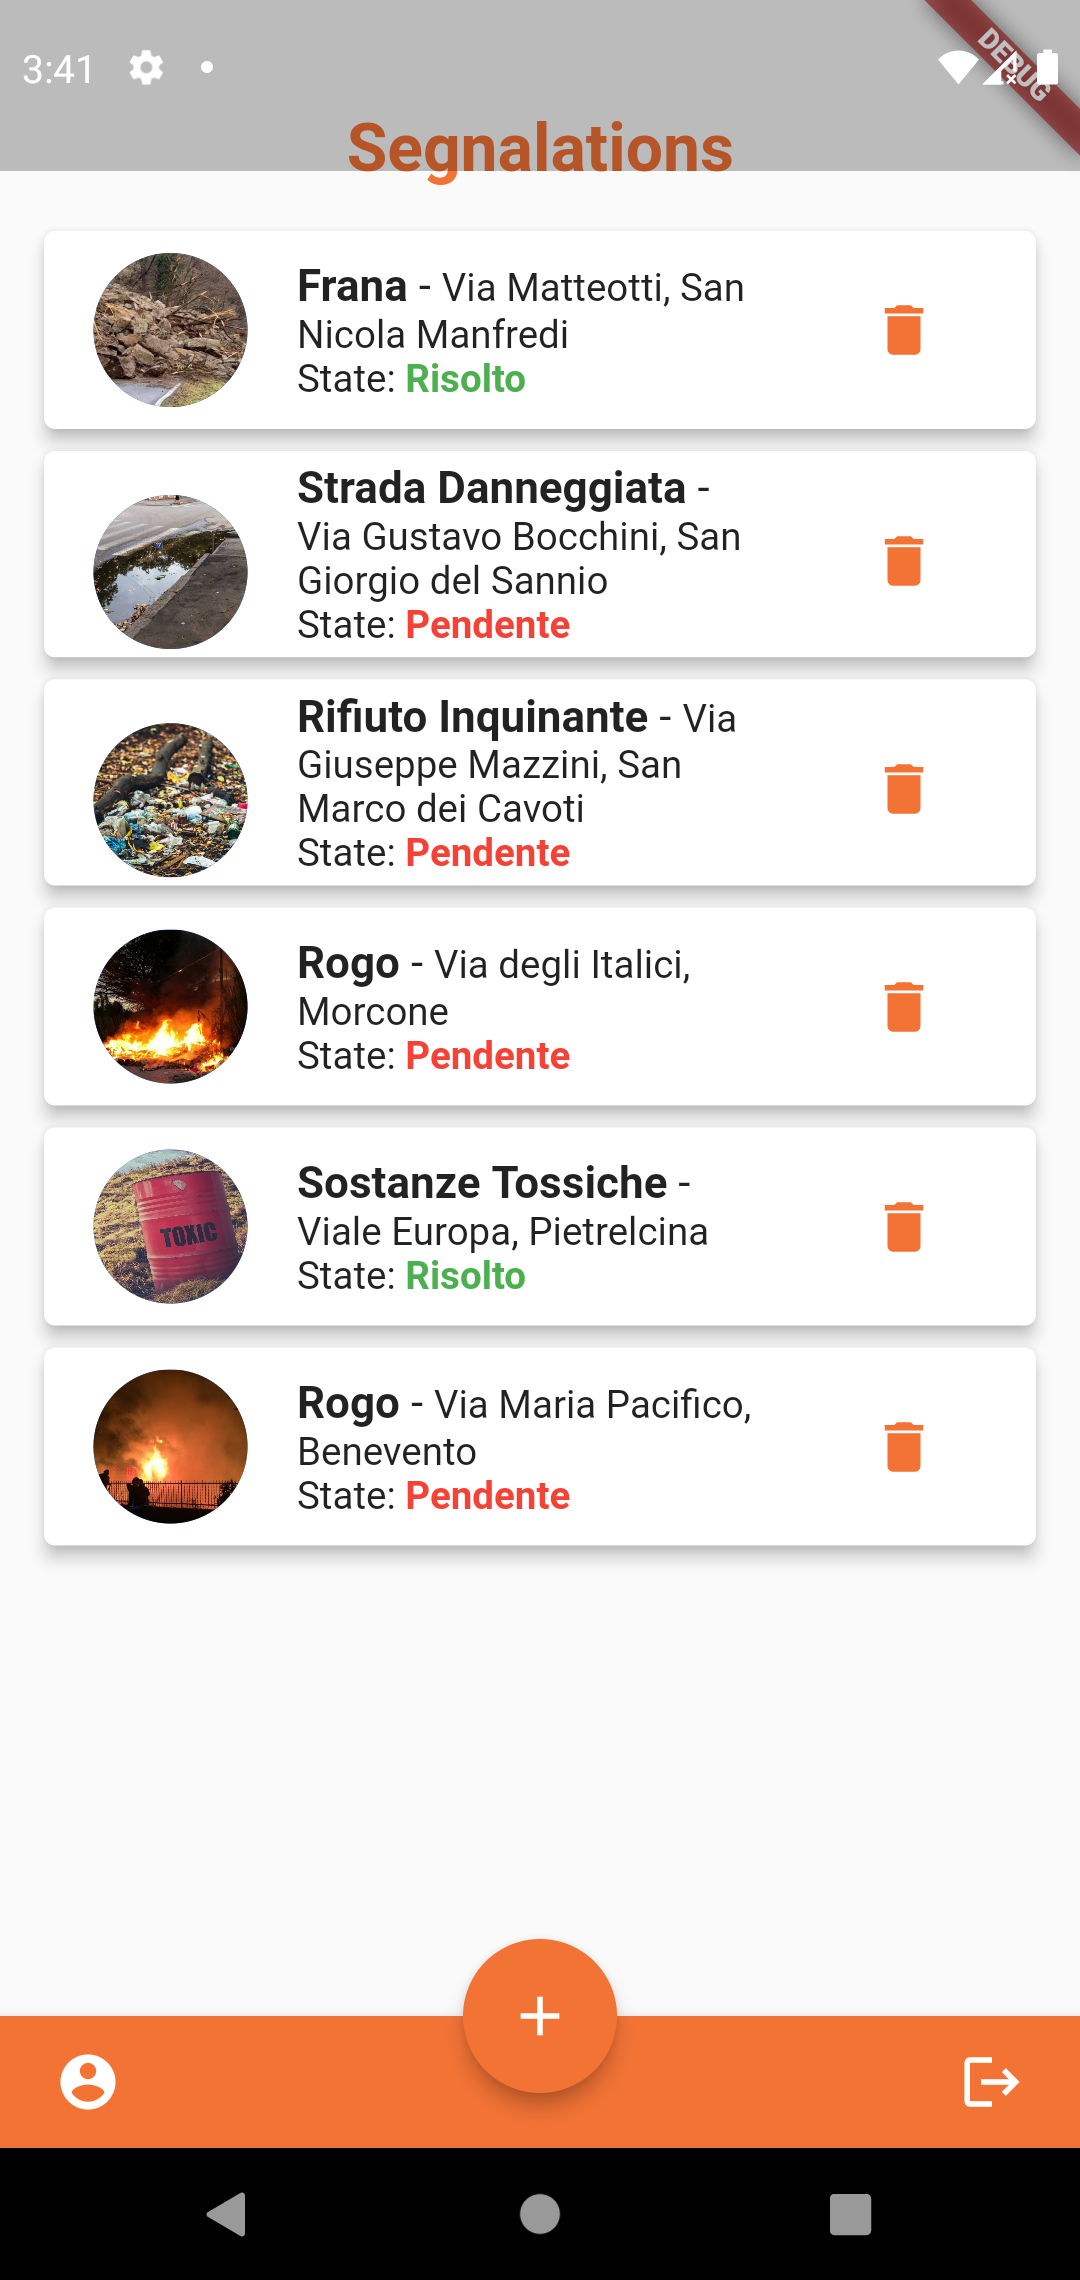 3:41
DEBUG
Segnalations
Frana - Via Matteotti, San
Nicola Manfredi
State: Risolto
Strada Danneggiata -
Via Gustavo Bocchini, San
Giorgio del Sannio
State: Pendente
Rifiuto Inquinante - Via
Giuseppe Mazzini, San
Marco dei Cavoti
State: Pendente
Rogo - Via degli Italici,
Morcone
State: Pendente
Sostanze Tossiche -
Viale Europa, Pietrelcina
State: Risolto
TOXIC
Rogo - Via Maria Pacifico,
Benevento
State: Pendente